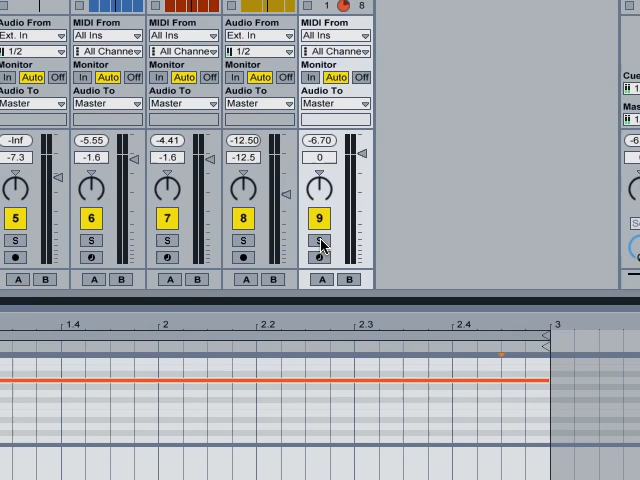 1 8
Audio From MIDI From MIDI From Audio From MIDI From
Ext. In All Ins All Ins Ext. In All Ins
1/2 All Channe All Channe 1/2 All Channe
Monitor Monitor Monitor Monitor Monitor
In Auto Off In Auto Off In Auto Off In Auto Off In Auto Off
Audio To Audio To Audio To Audio To Audio To Cue
Master Master Master Master Master Mas
-Inf -5.55 -4.41 -12.50 -6.70 -6
-7.3 -1.6 -1.6 -12.5 0
5 6 7 8 9
S S S S S
A B A B A B A B A B
1.4 2 2.2 2.3 2.4 3